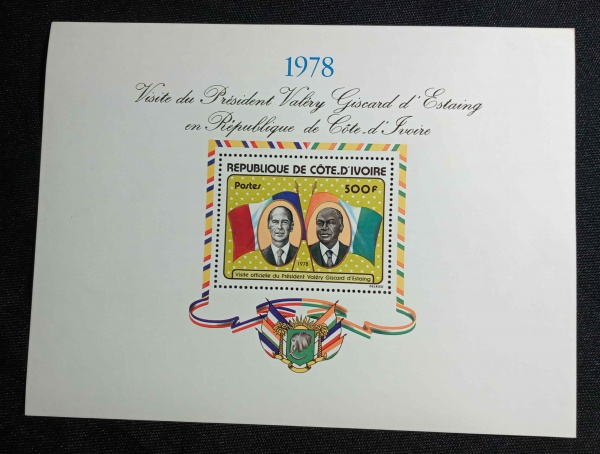 1978
Visite du Président Valéry Giscard d'Estaing
en République de Côte-d'Ivoire
RÉPUBLIQUE DE CÔTE-D'IVOIRE
Postes 500F
1978
Visite officielle du Président Valéry Giscard d'Estaing